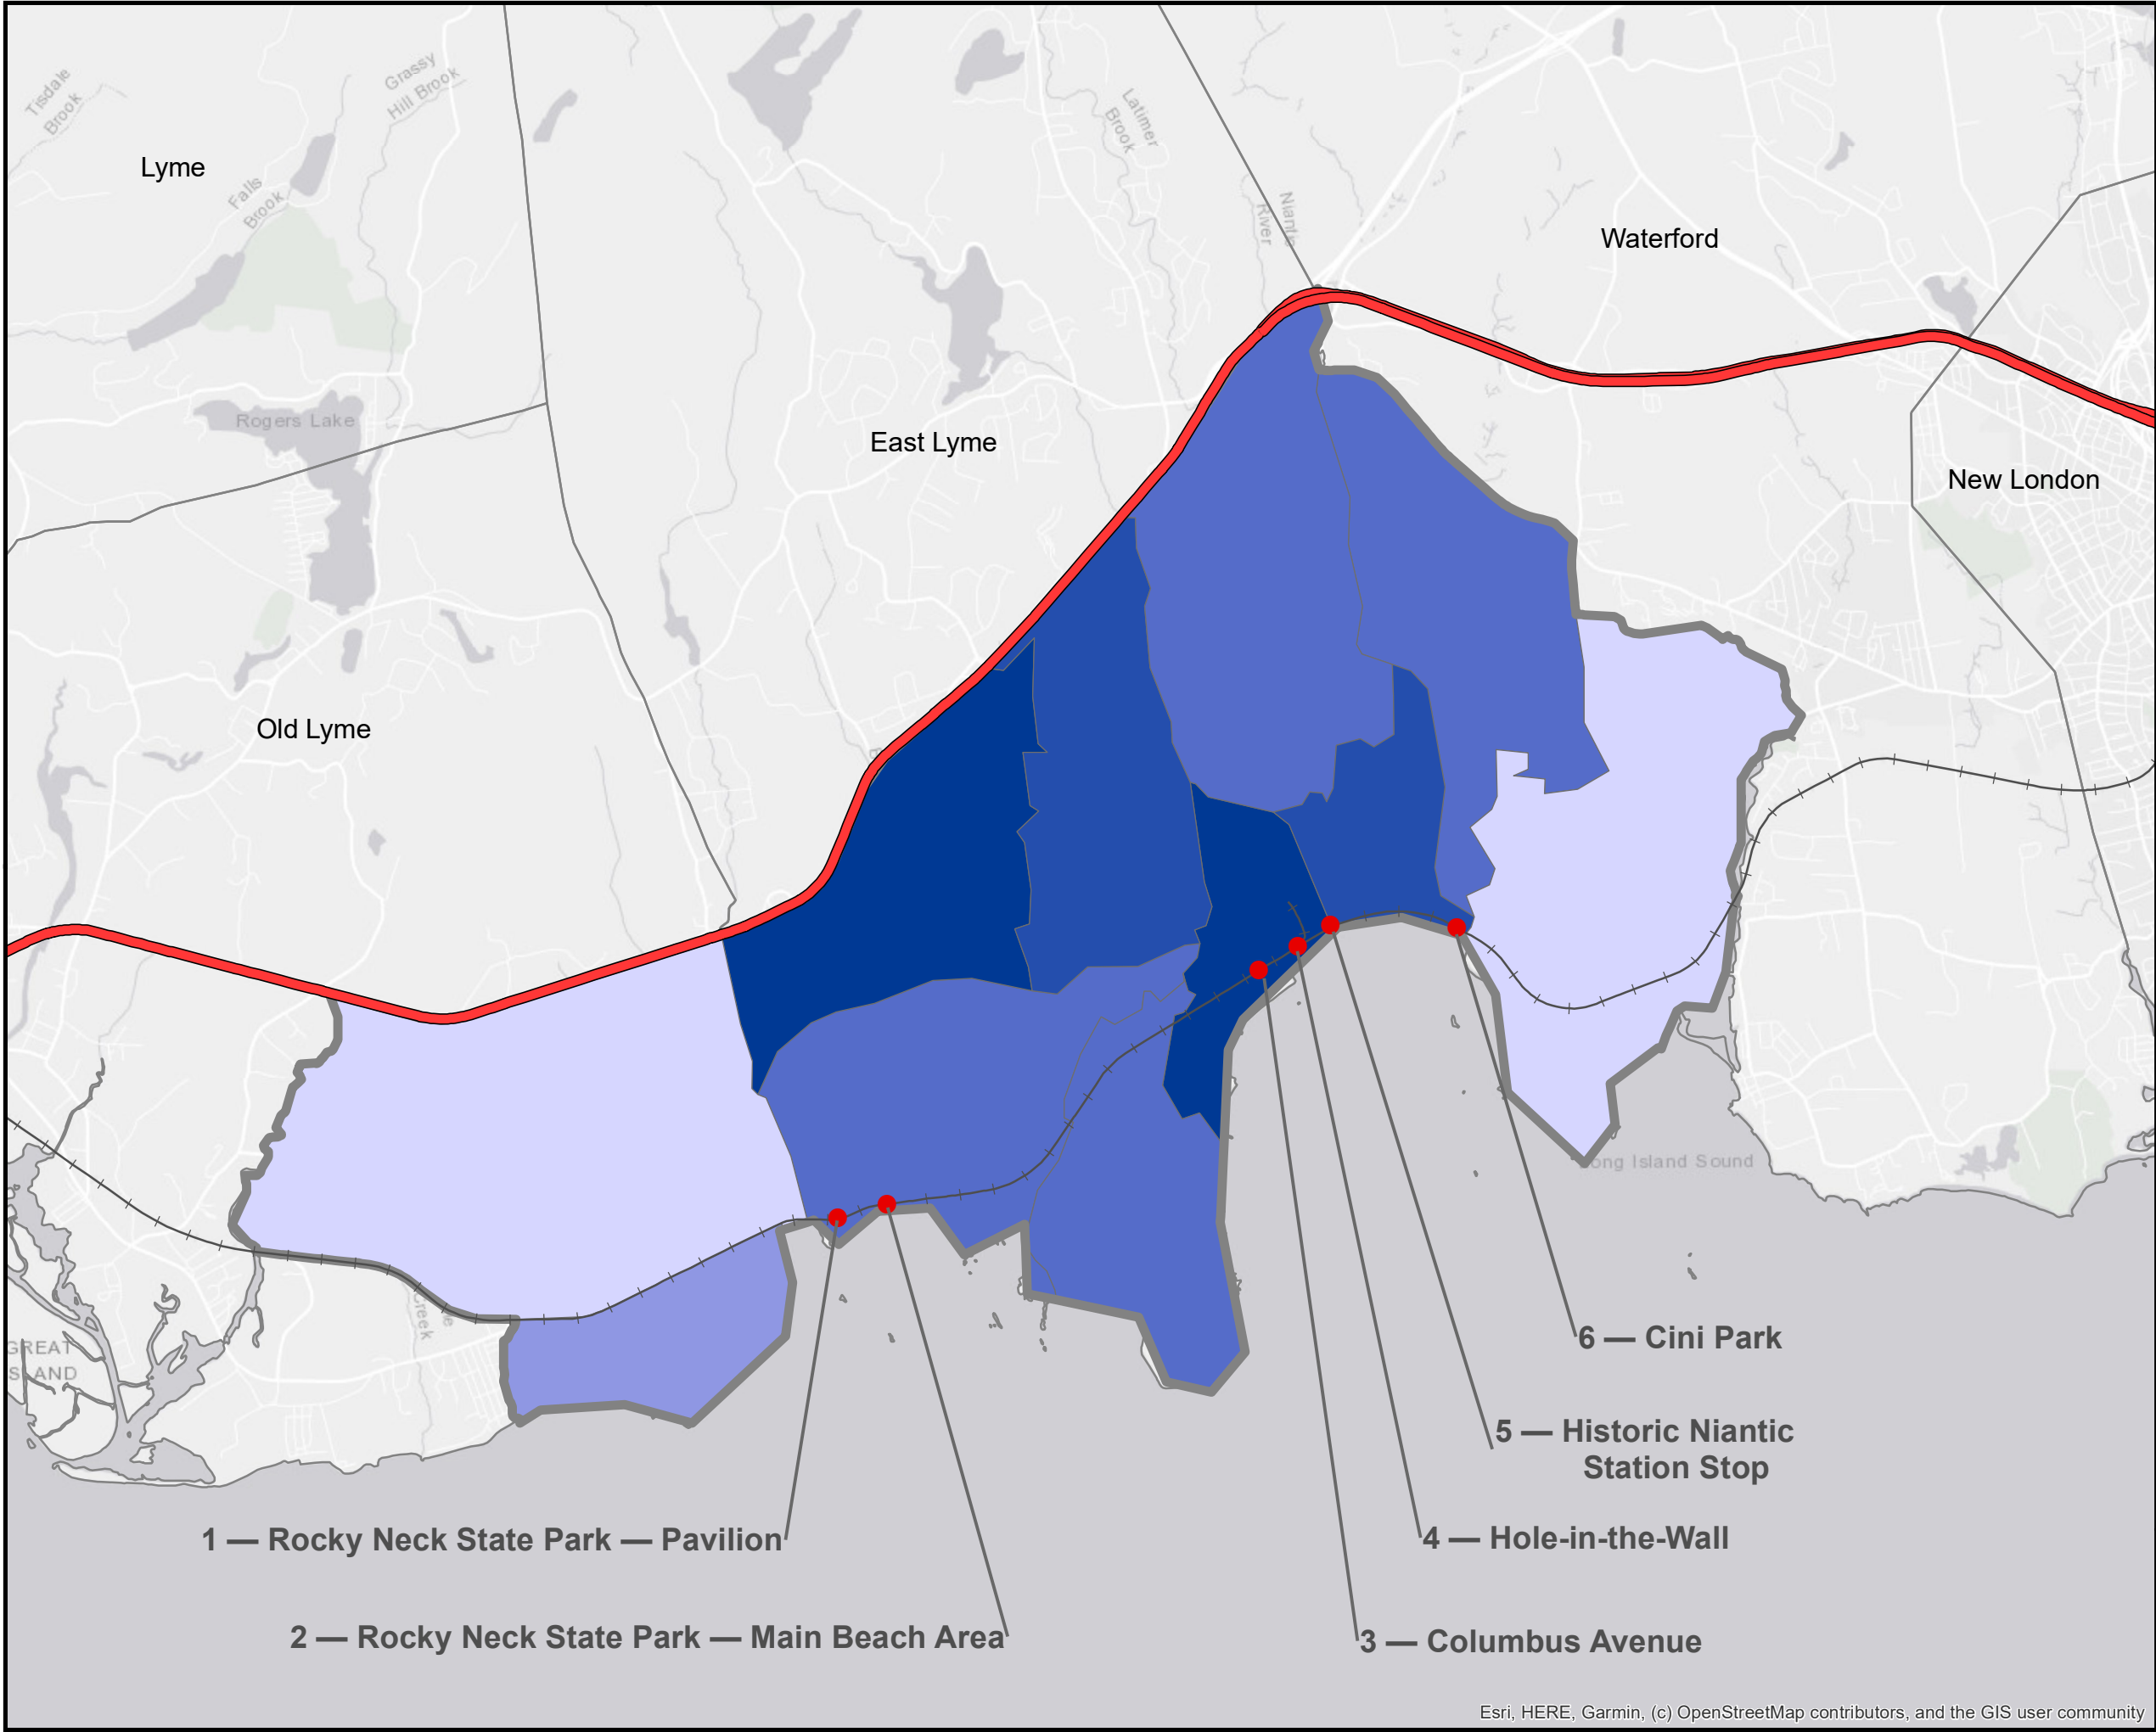 Tisdale
Brook
Grassy
Hill Brook
Latimer
Brook
Lyme
Falls
Brook
Niantic
River
Waterford
Rogers Lake
East Lyme
New London
Old Lyme
Long Island Sound
Creek
GREAT
ISLAND
6 — Cini Park
5 — Historic Niantic
Station Stop
1 — Rocky Neck State Park — Pavilion
4 — Hole-in-the-Wall
2 — Rocky Neck State Park — Main Beach Area
3 — Columbus Avenue
Esri, HERE, Garmin, (c) OpenStreetMap contributors, and the GIS user community